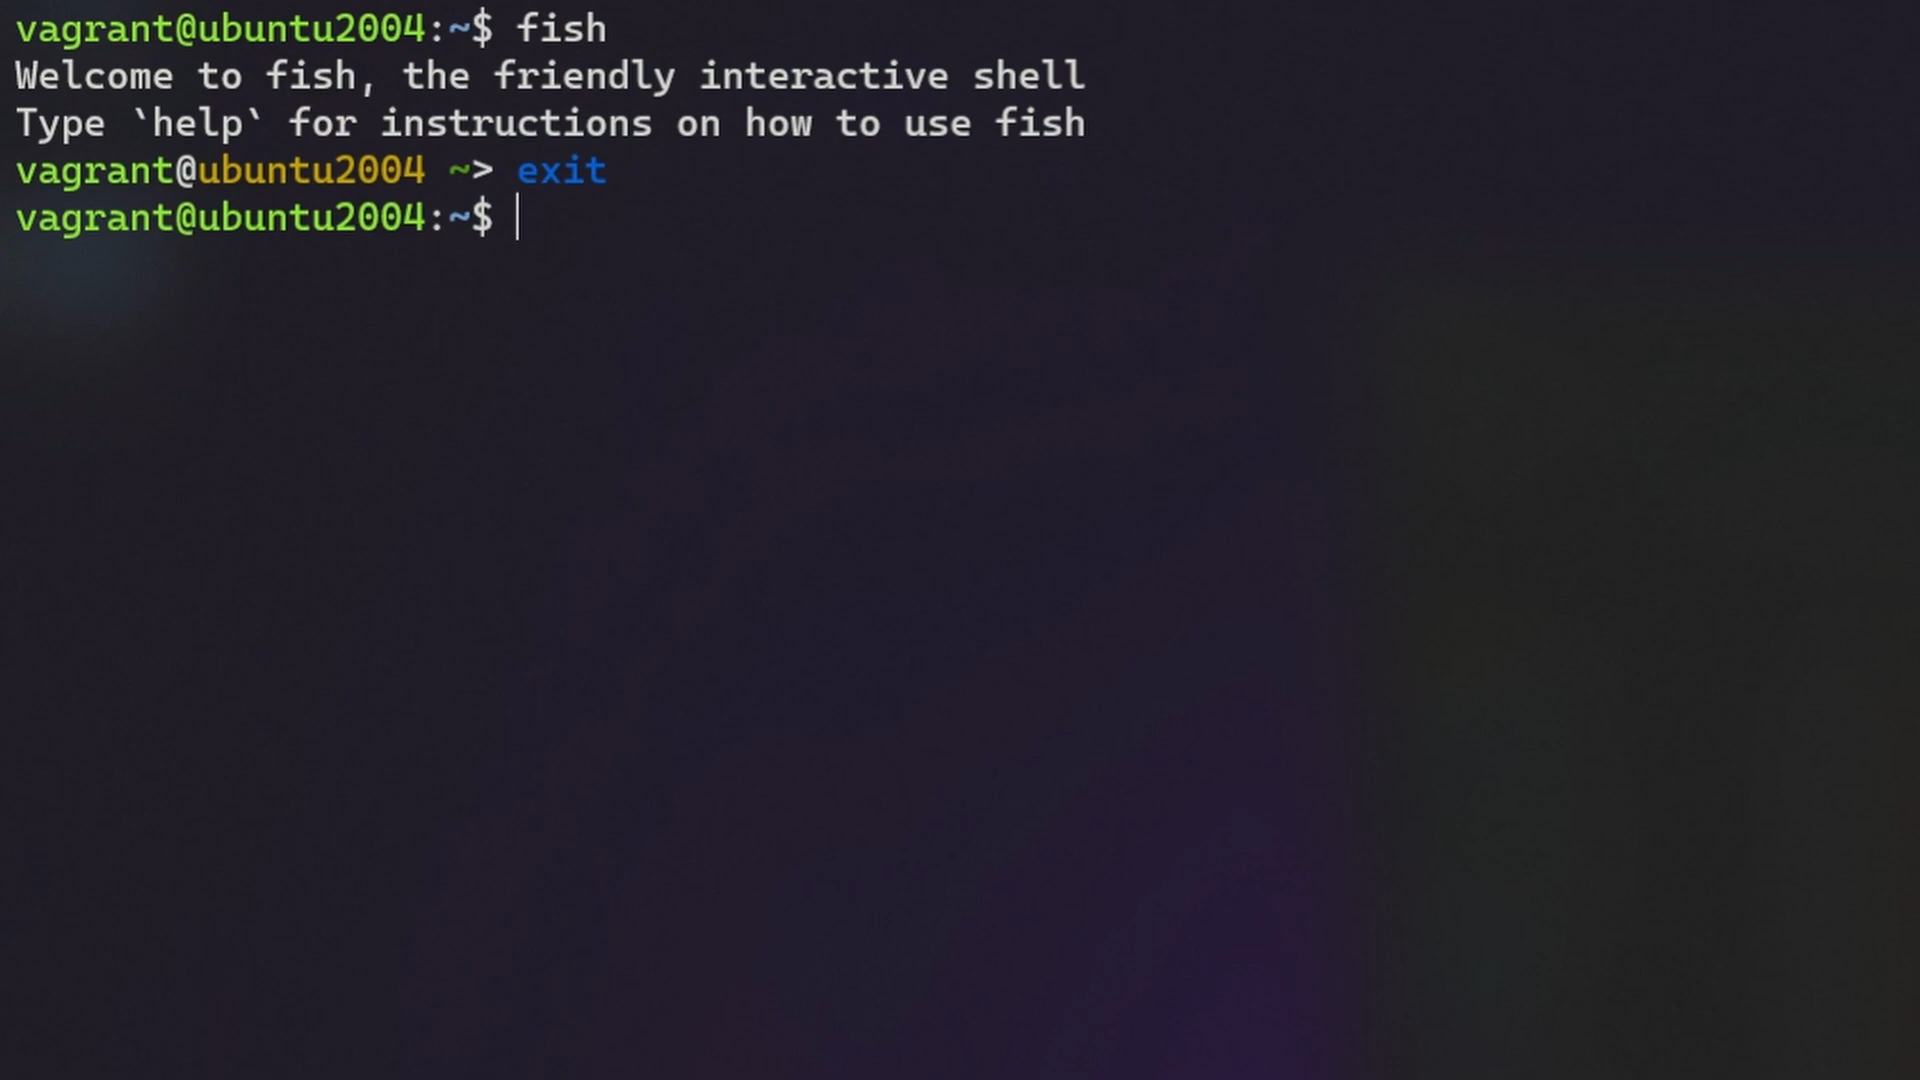 vagrant@ubuntu2004:~$ fish
Welcome to fish, the friendly interactive shell
Type `help` for instructions on how to use fish
vagrant@ubuntu2004 ~> exit
vagrant@ubuntu2004:~$